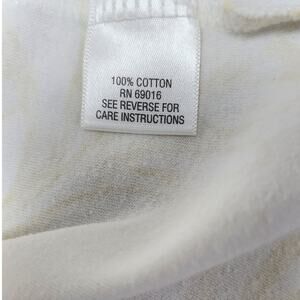 100% COTTON
RN 69016
SEE REVERSE FOR
CARE INSTRUCTIONS